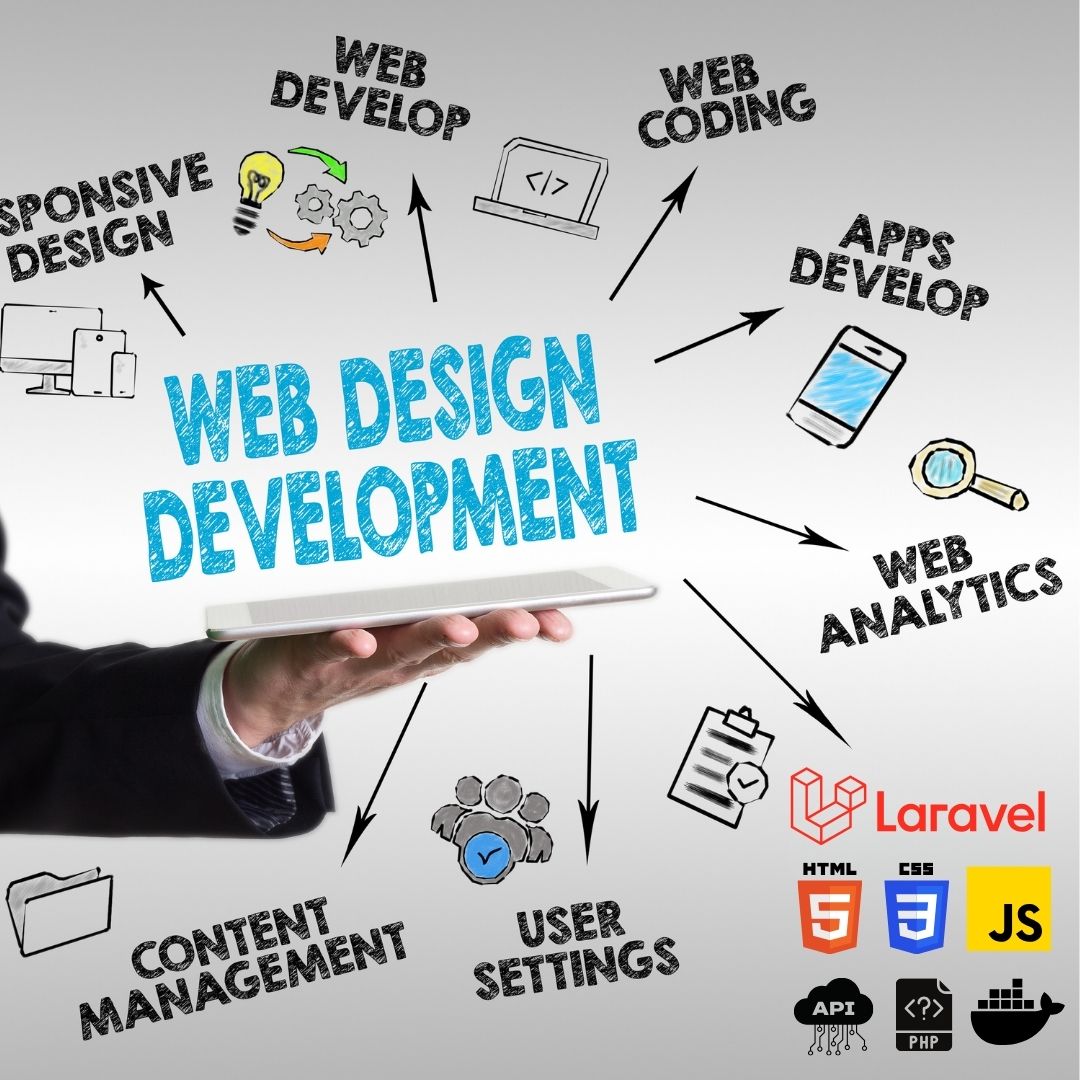 WEB
DEVELOP
WEB
CODING
SPONSIVE
DESIGN
</>
APPS
DEVELOP
WEB DESIGN
DEVELOPMENT
WEB
ANALYTICS
Laravel
HTML
5
CSS
3
JS
CONTENT
MANAGEMENT
USER
SETTINGS
API
<?>
PHP